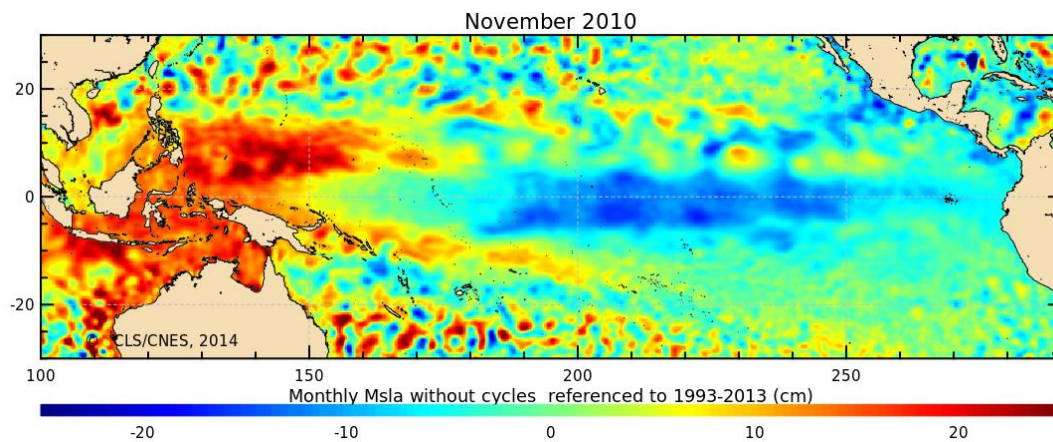 November 2010
20
0
-20
© CLS/CNES, 2014
100 150 200 250
Monthly Msla without cycles referenced to 1993-2013 (cm)
-20 -10 0 10 20